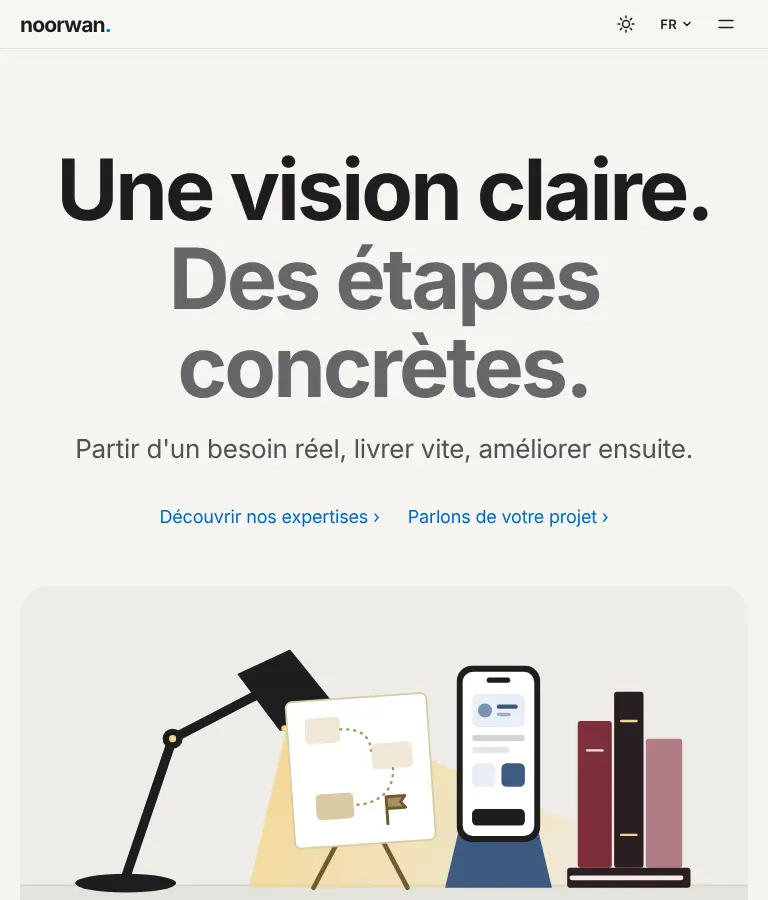 noorwan.
FR
Une vision claire.
Des étapes
concrètes.
Partir d'un besoin réel, livrer vite, améliorer ensuite.
Découvrir nos expertises › Parlons de votre projet ›